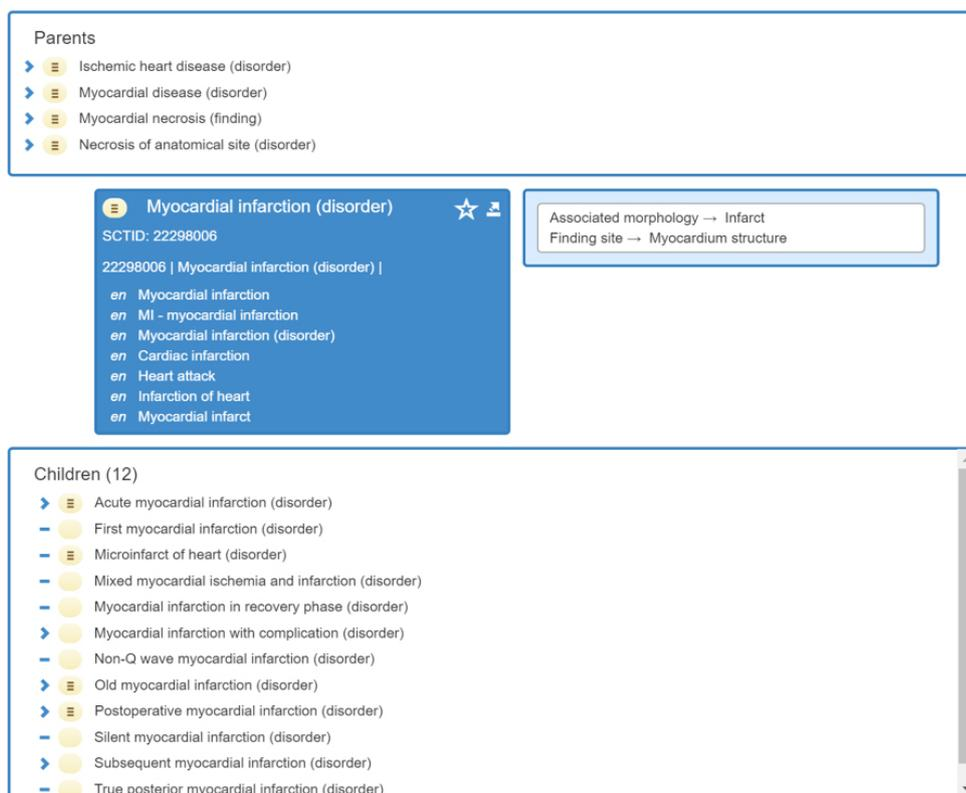 Parents
Ischemic heart disease (disorder)
Myocardial disease (disorder)
Myocardial necrosis (finding)
Necrosis of anatomical site (disorder)
Myocardial infarction (disorder)
SCTID: 22298006
22298006 | Myocardial infarction (disorder) |
en Myocardial infarction
en MI - myocardial infarction
en Myocardial infarction (disorder)
en Cardiac infarction
en Heart attack
en Infarction of heart
en Myocardial infarct
Associated morphology → Infarct
Finding site → Myocardium structure
Children (12)
Acute myocardial infarction (disorder)
First myocardial infarction (disorder)
Microinfarct of heart (disorder)
Mixed myocardial ischemia and infarction (disorder)
Myocardial infarction in recovery phase (disorder)
Myocardial infarction with complication (disorder)
Non-Q wave myocardial infarction (disorder)
Old myocardial infarction (disorder)
Postoperative myocardial infarction (disorder)
Silent myocardial infarction (disorder)
Subsequent myocardial infarction (disorder)
True posterior myocardial infarction (disorder)